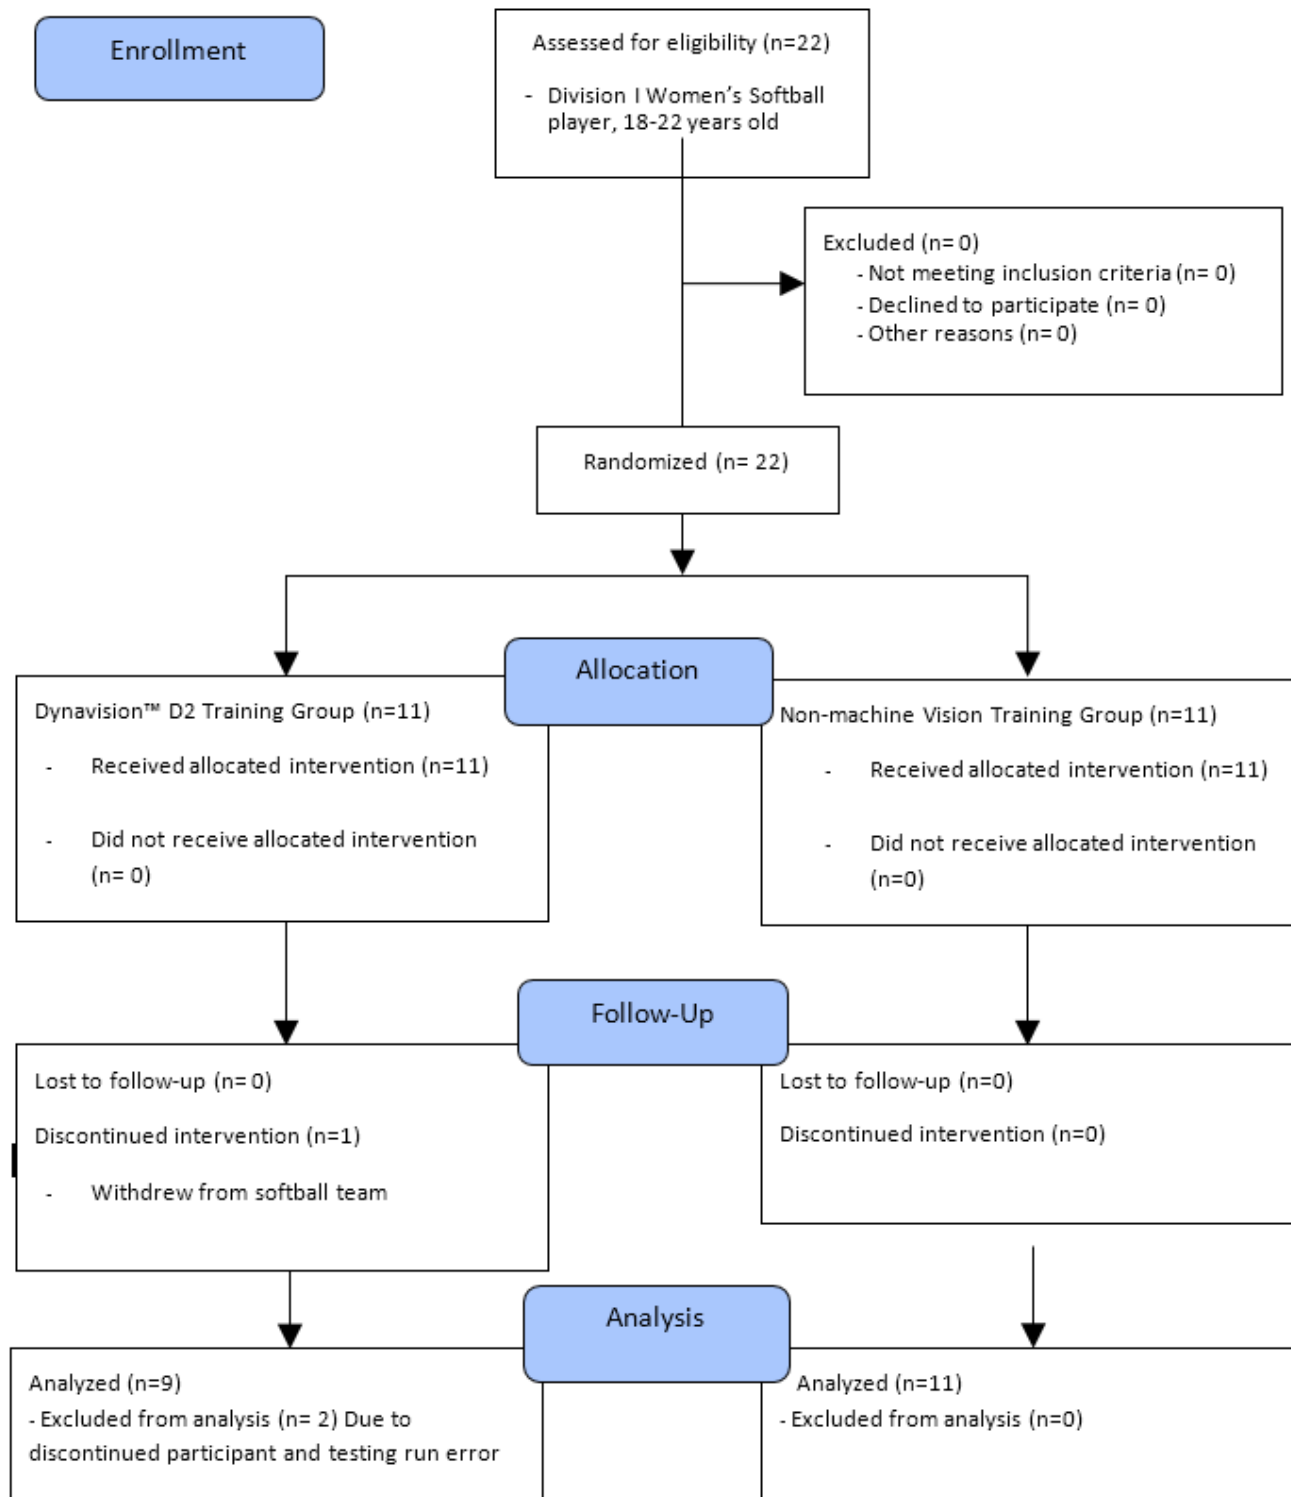 Enrollment
Assessed for eligibility (n=22)
- Division I Women’s Softball
player, 18-22 years old
Excluded (n= 0)
- Not meeting inclusion criteria (n= 0)
- Declined to participate (n= 0)
- Other reasons (n= 0)
Randomized (n= 22)
Allocation
Dynavision™ D2 Training Group (n=11)
- Received allocated intervention (n=11)
- Did not receive allocated intervention
(n= 0)
Non-machine Vision Training Group (n=11)
- Received allocated intervention (n=11)
- Did not receive allocated intervention
(n=0)
Follow-Up
Lost to follow-up (n= 0)
Discontinued intervention (n=1)
- Withdrew from softball team
Lost to follow-up (n=0)
Discontinued intervention (n=0)
Analysis
Analyzed (n=9)
- Excluded from analysis (n= 2) Due to
discontinued participant and testing run error
Analyzed (n=11)
- Excluded from analysis (n=0)